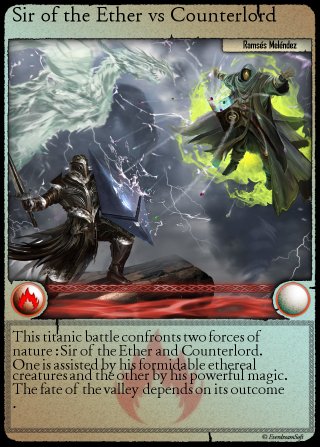 Sir of the Ether vs Counterlord
Ramsés Meléndez
This titanic battle confronts two forces of
nature : Sir of the Ether and Counterlord.
One is assisted by his formidable ethereal
creatures and the other by his powerful magic.
The fate of the valley depends on its outcome
.
© EverdreamSoft